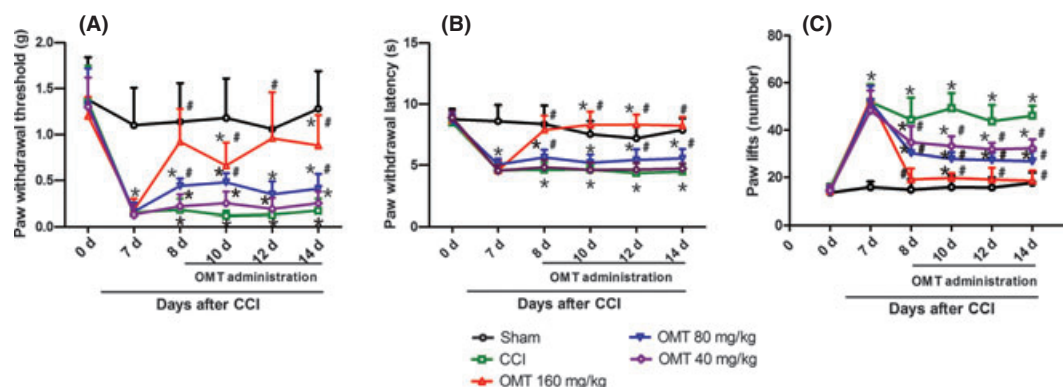 (A)
Paw withdrawal threshold (g)
2.0
1.5
1.0
0.5
0.0
0 d
7 d
8 d
10 d
12 d
14 d
OMT administration
Days after CCI
(B)
Paw withdrawal latency (s)
15
10
5
0
0 d
7 d
8 d
10 d
12 d
14 d
OMT administration
Days after CCI
(C)
Paw lifts (number)
80
60
40
20
0
0
0 d
7 d
8 d
10 d
12 d
14 d
OMT administration
Days after CCI
Sham
CCI
OMT 160 mg/kg
OMT 80 mg/kg
OMT 40 mg/kg